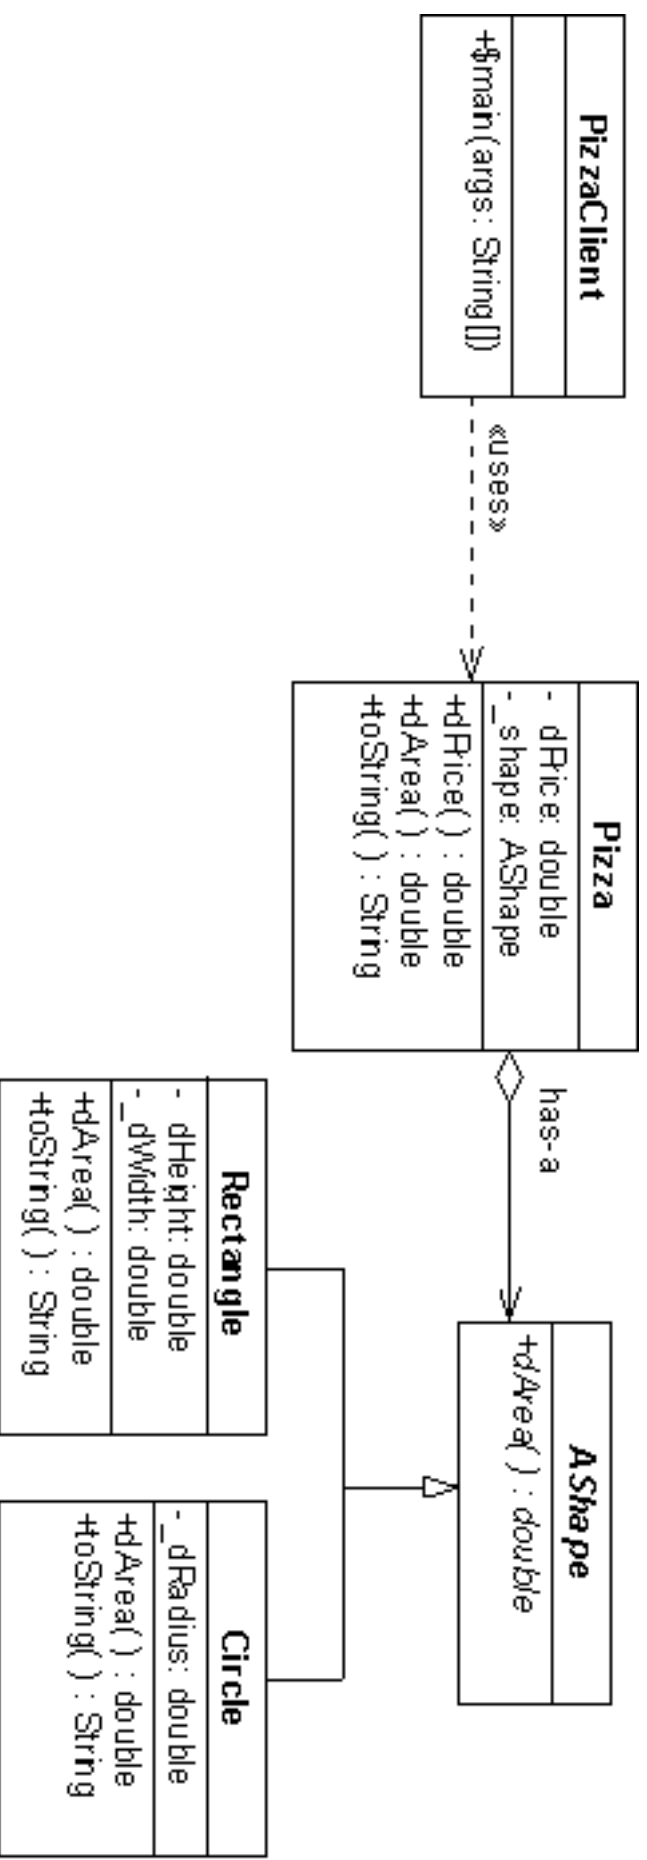 PizzaClient
+$main(args: String[])
«uses»
Pizza
- dPrice: double
-_shape: AShape
+dPrice() : double
+dArea() : double
+toString() : String
has-a
AShape
+dArea() : double
Rectangle
- dHeight: double
-_dWidth: double
+dArea() : double
+toString() : String
Circle
-_dRadius: double
+dArea() : double
+toString() : String